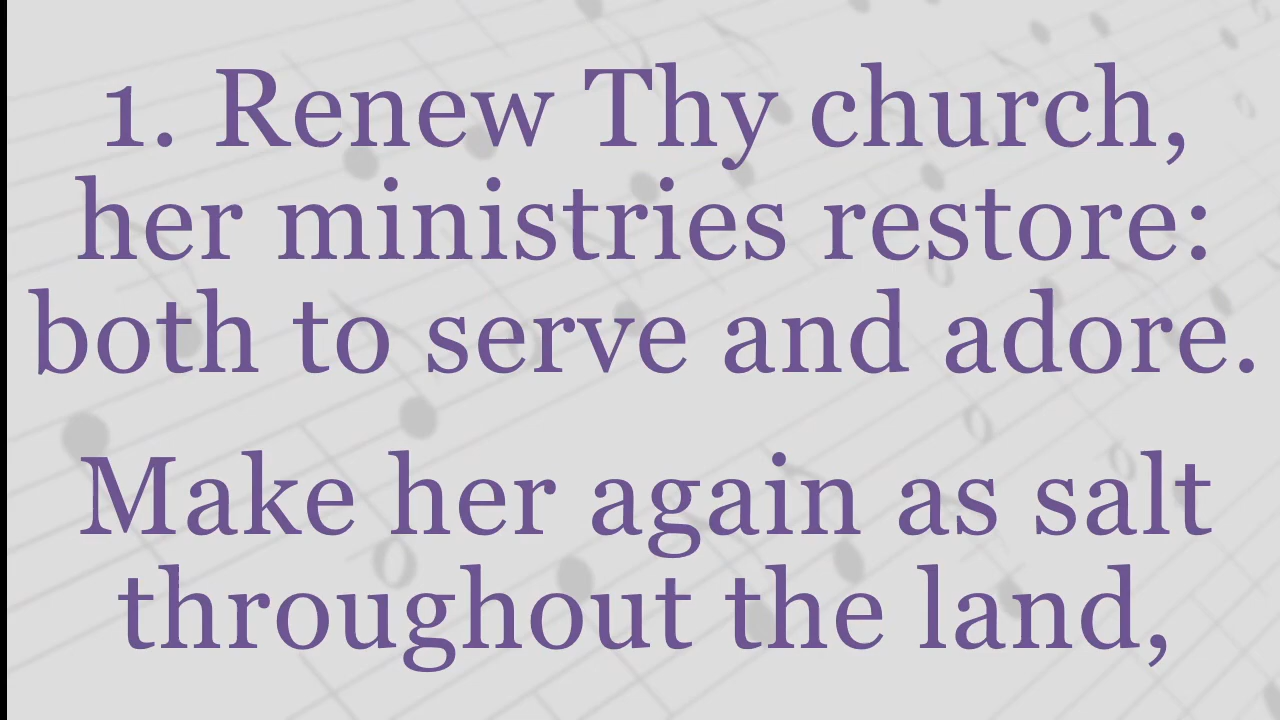 1. Renew Thy church,
her ministries restore:
both to serve and adore.
Make her again as salt
throughout the land,